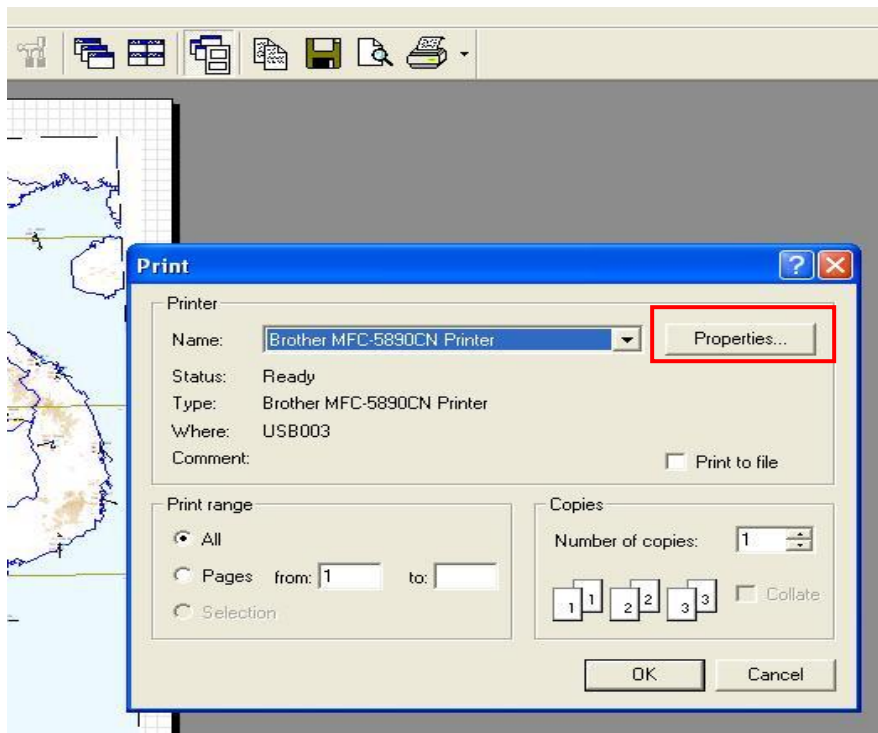 Print
Printer
Name: Brother MFC-5890CN Printer Properties...
Status: Ready
Type: Brother MFC-5890CN Printer
Where: USB003
Comment:
Print to file
Print range
All
Pages from: 1 to:
Selection
Copies
Number of copies: 1
1 1 2 2 3 3 Collate
OK Cancel